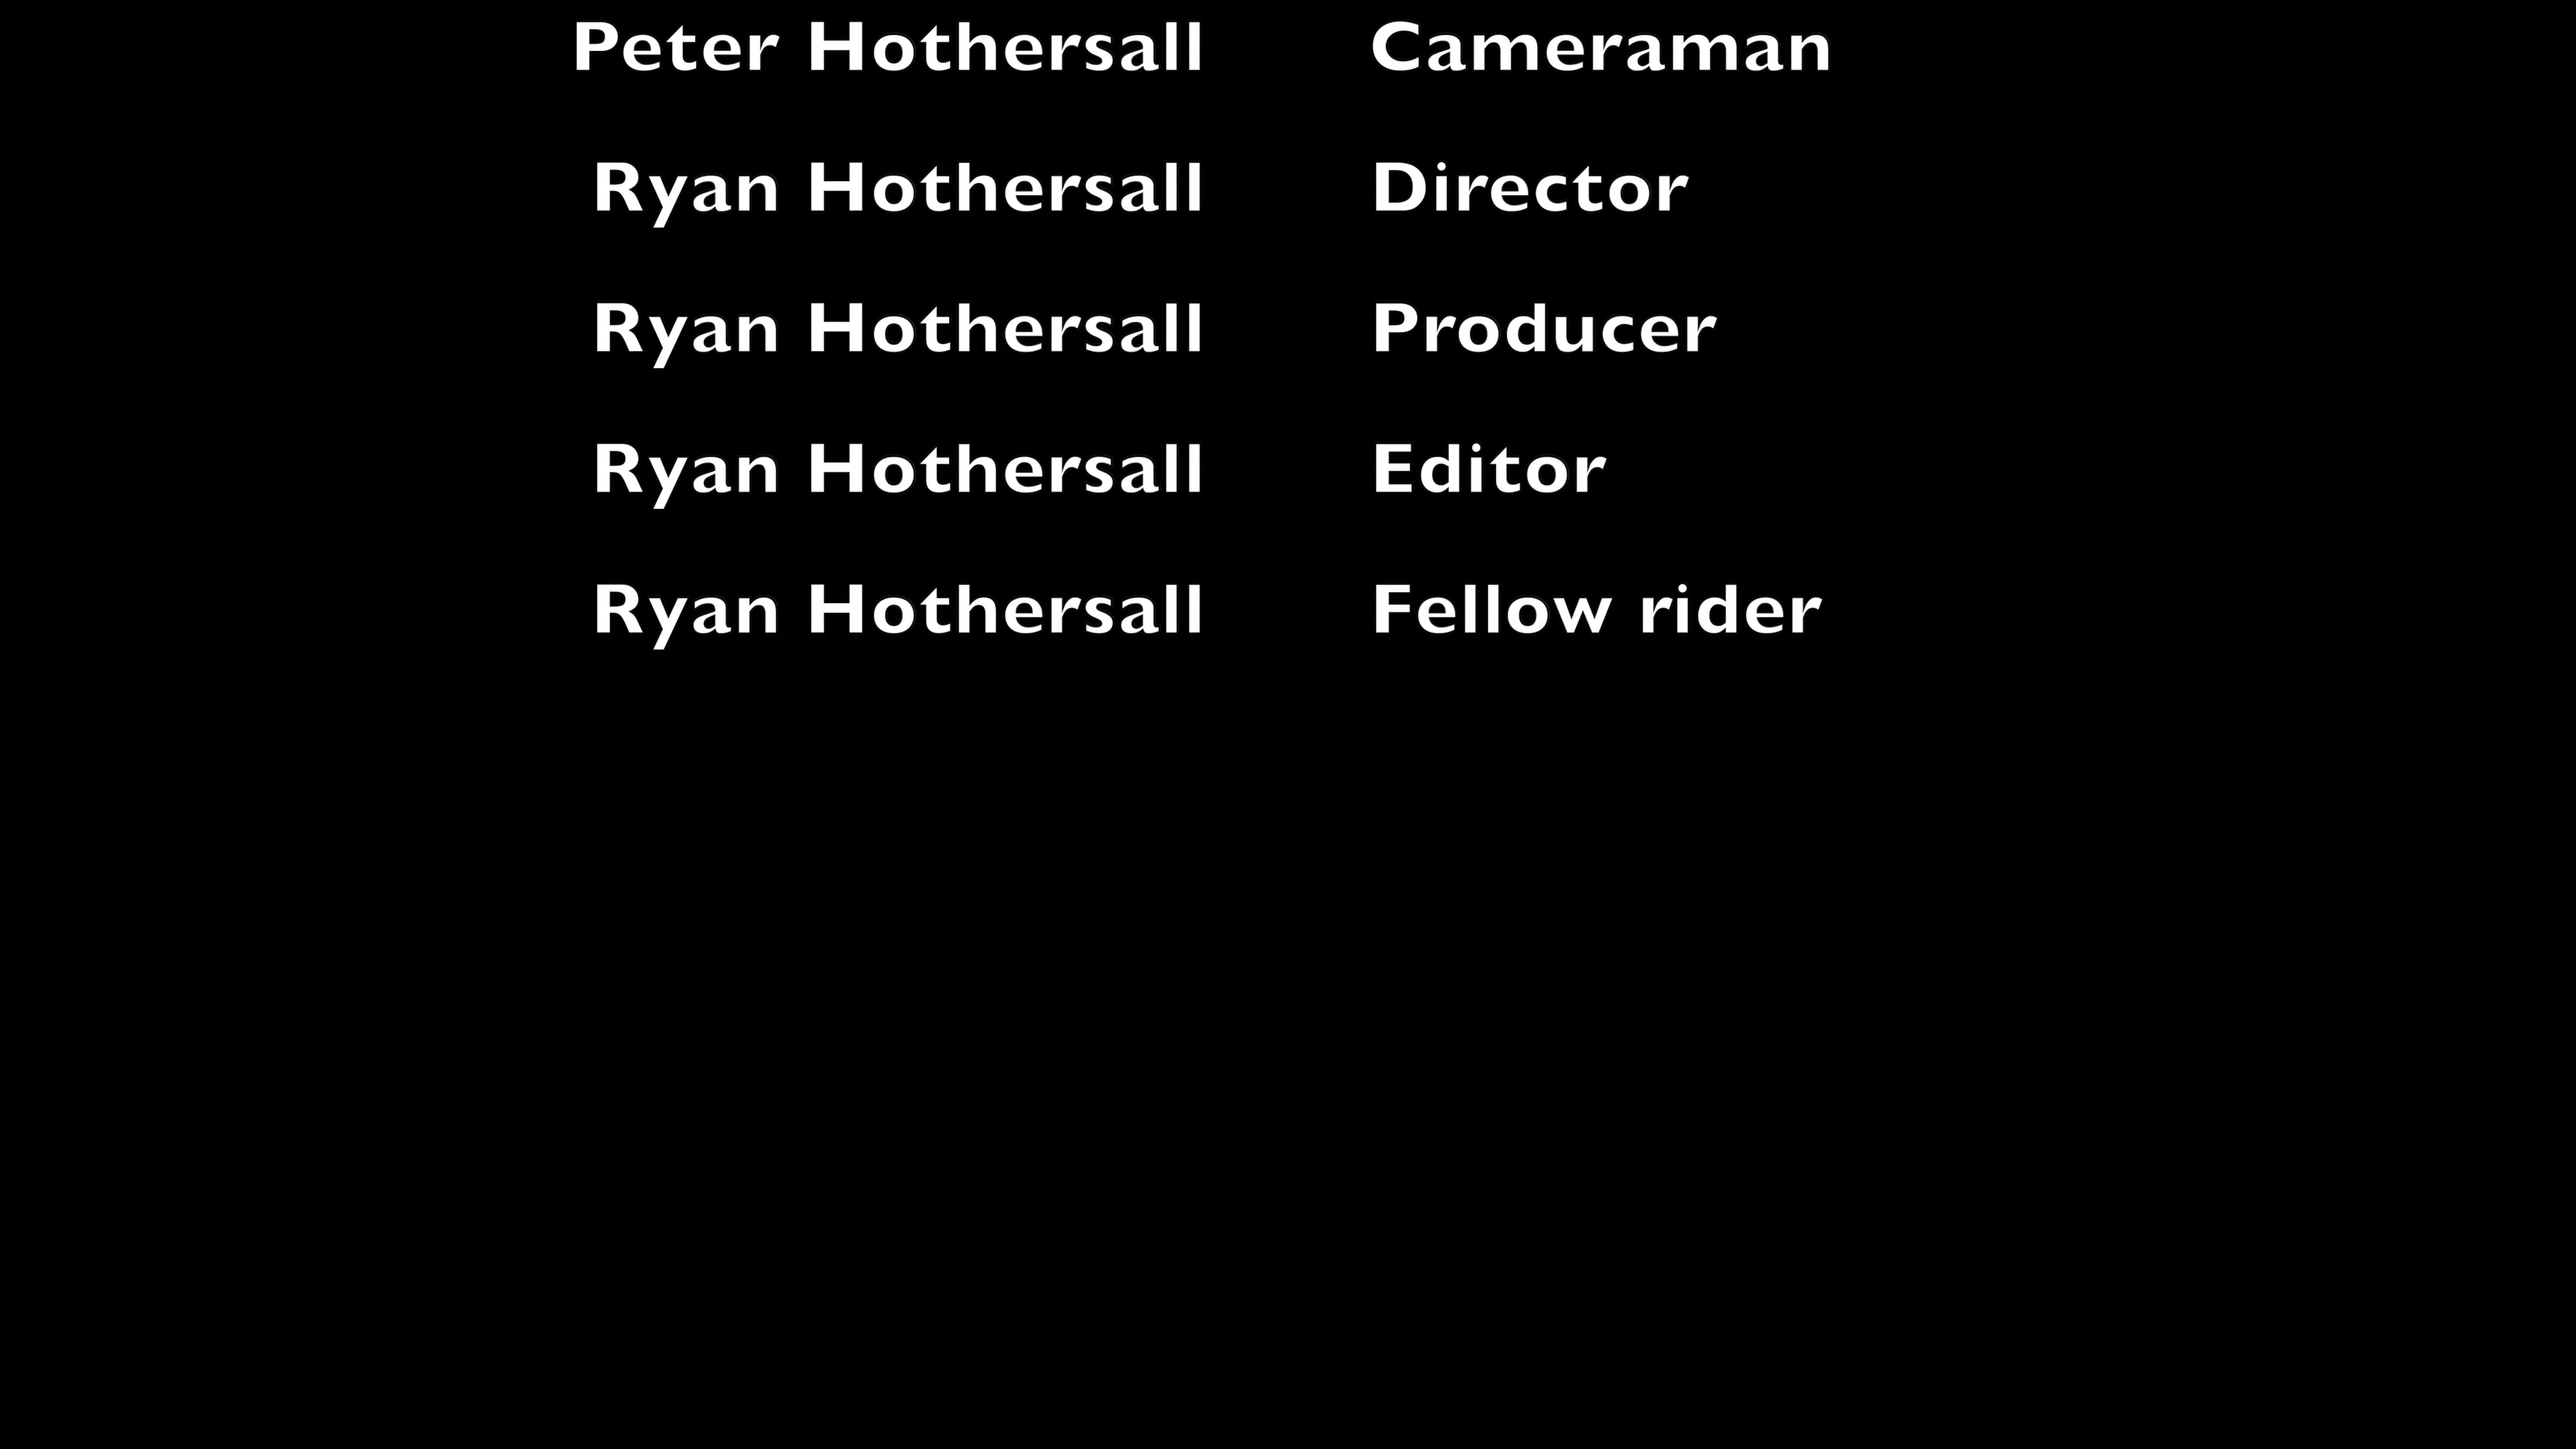 Peter Hothersall Cameraman
Ryan Hothersall Director
Ryan Hothersall Producer
Ryan Hothersall Editor
Ryan Hothersall Fellow rider